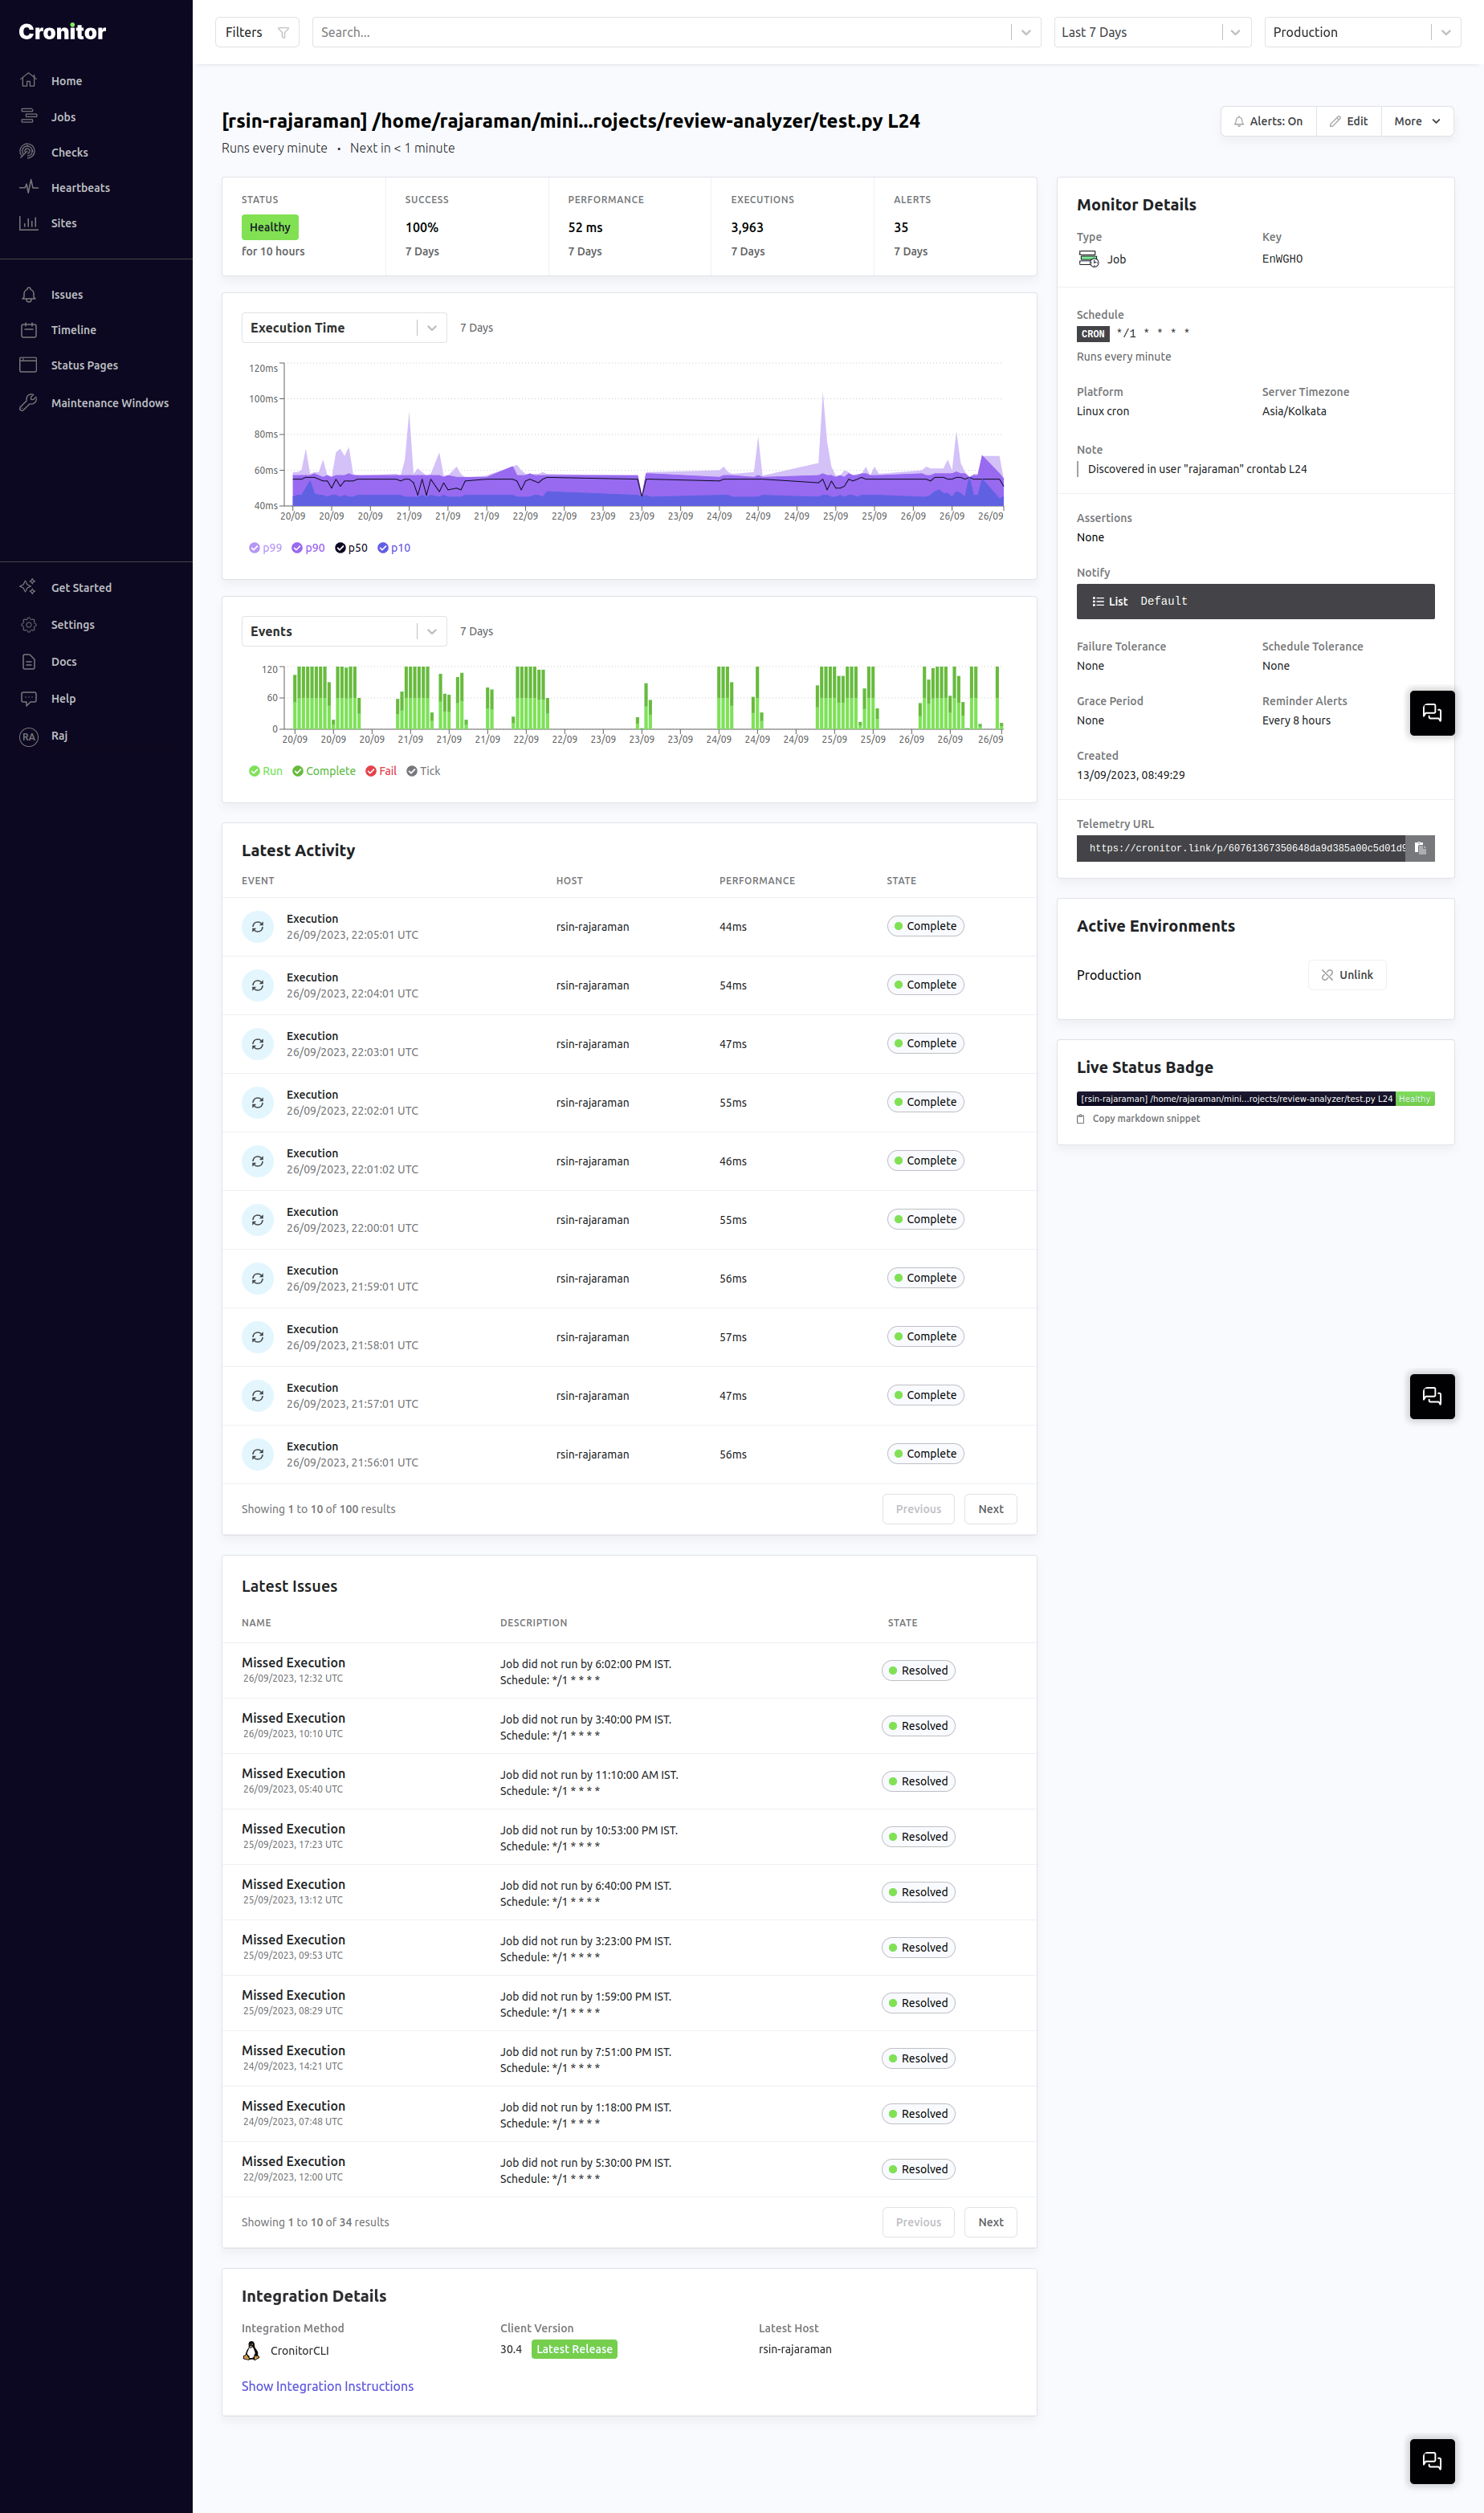 Cronitor
Home
Jobs
Checks
Heartbeats
Sites
Issues
Timeline
Status Pages
Maintenance Windows
Get Started
Settings
Docs
Help
RA Raj
Filters
Search...
Last 7 Days
Production
[rsin-rajaraman] /home/rajaraman/mini...rojects/review-analyzer/test.py L24
Runs every minute • Next in < 1 minute
Alerts: On
Edit
More
STATUS SUCCESS PERFORMANCE EXECUTIONS ALERTS
Healthy 100% 52 ms 3,963 35
for 10 hours 7 Days 7 Days 7 Days 7 Days
Execution Time 7 Days
120ms
100ms
80ms
60ms
40ms
20/09 20/09 20/09 21/09 21/09 21/09 22/09 22/09 23/09 23/09 23/09 24/09 24/09 24/09 25/09 25/09 26/09 26/09 26/09
p99 p90 p50 p10
Events 7 Days
120
60
0
20/09 20/09 20/09 21/09 21/09 21/09 22/09 22/09 23/09 23/09 23/09 24/09 24/09 24/09 25/09 25/09 26/09 26/09 26/09
Run Complete Fail Tick
Latest Activity
EVENT HOST PERFORMANCE STATE
Execution
26/09/2023, 22:05:01 UTC rsin-rajaraman 44ms Complete
Execution
26/09/2023, 22:04:01 UTC rsin-rajaraman 54ms Complete
Execution
26/09/2023, 22:03:01 UTC rsin-rajaraman 47ms Complete
Execution
26/09/2023, 22:02:01 UTC rsin-rajaraman 55ms Complete
Execution
26/09/2023, 22:01:02 UTC rsin-rajaraman 46ms Complete
Execution
26/09/2023, 22:00:01 UTC rsin-rajaraman 55ms Complete
Execution
26/09/2023, 21:59:01 UTC rsin-rajaraman 56ms Complete
Execution
26/09/2023, 21:58:01 UTC rsin-rajaraman 57ms Complete
Execution
26/09/2023, 21:57:01 UTC rsin-rajaraman 47ms Complete
Execution
26/09/2023, 21:56:01 UTC rsin-rajaraman 56ms Complete
Showing 1 to 10 of 100 results Previous Next
Latest Issues
NAME DESCRIPTION STATE
Missed Execution Job did not run by 6:02:00 PM IST. Resolved
26/09/2023, 12:32 UTC Schedule: */1 * * * *
Missed Execution Job did not run by 3:40:00 PM IST. Resolved
26/09/2023, 10:10 UTC Schedule: */1 * * * *
Missed Execution Job did not run by 11:10:00 AM IST. Resolved
26/09/2023, 05:40 UTC Schedule: */1 * * * *
Missed Execution Job did not run by 10:53:00 PM IST. Resolved
25/09/2023, 17:23 UTC Schedule: */1 * * * *
Missed Execution Job did not run by 6:40:00 PM IST. Resolved
25/09/2023, 13:12 UTC Schedule: */1 * * * *
Missed Execution Job did not run by 3:23:00 PM IST. Resolved
25/09/2023, 09:53 UTC Schedule: */1 * * * *
Missed Execution Job did not run by 1:59:00 PM IST. Resolved
25/09/2023, 08:29 UTC Schedule: */1 * * * *
Missed Execution Job did not run by 7:51:00 PM IST. Resolved
24/09/2023, 14:21 UTC Schedule: */1 * * * *
Missed Execution Job did not run by 1:18:00 PM IST. Resolved
24/09/2023, 07:48 UTC Schedule: */1 * * * *
Missed Execution Job did not run by 5:30:00 PM IST. Resolved
22/09/2023, 12:00 UTC Schedule: */1 * * * *
Showing 1 to 10 of 34 results Previous Next
Integration Details
Integration Method Client Version Latest Host
CronitorCLI 30.4 Latest Release rsin-rajaraman
Show Integration Instructions
Monitor Details
Type Key
Job EnWGHO
Schedule
CRON */1 * * * *
Runs every minute
Platform Server Timezone
Linux cron Asia/Kolkata
Note
Discovered in user "rajaraman" crontab L24
Assertions
None
Notify
List Default
Failure Tolerance Schedule Tolerance
None None
Grace Period Reminder Alerts
None Every 8 hours
Created
13/09/2023, 08:49:29
Telemetry URL
https://cronitor.link/p/60761367350648da9d385a00c5d01d9
Active Environments
Production Unlink
Live Status Badge
[rsin-rajaraman] /home/rajaraman/mini...rojects/review-analyzer/test.py L24 Healthy
Copy markdown snippet